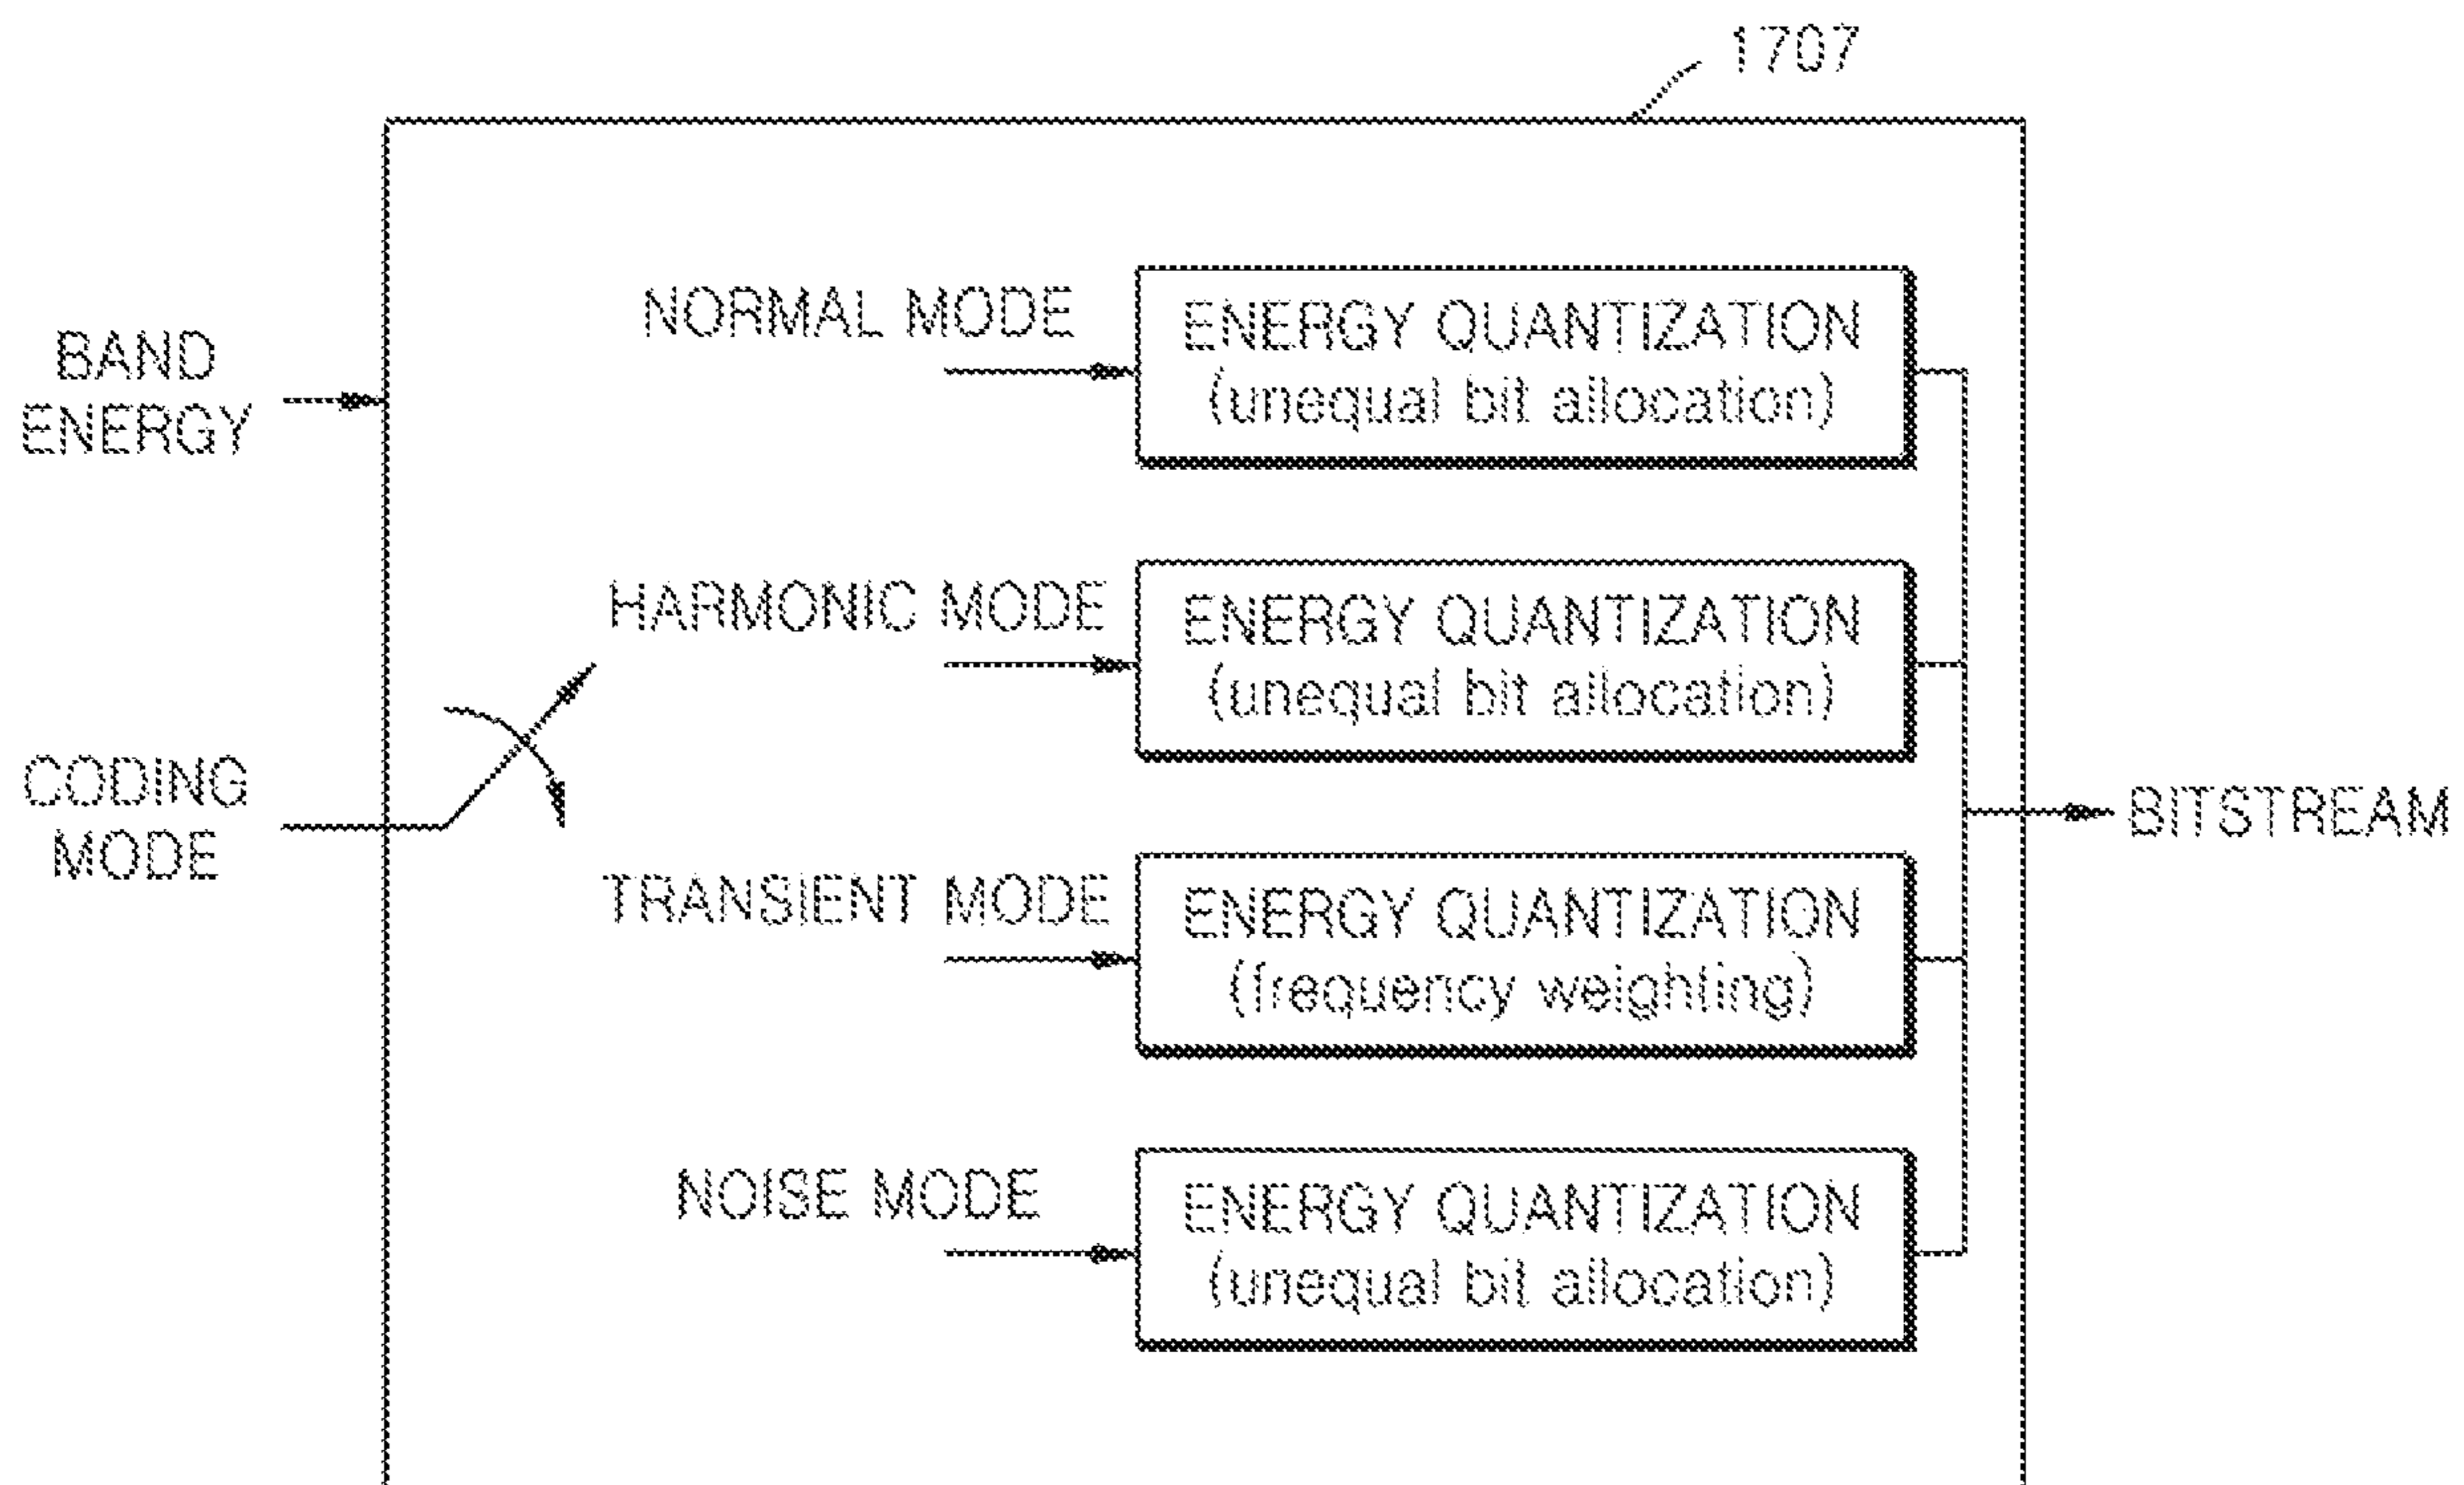 1707
BAND
ENERGY
NORMAL MODE
ENERGY QUANTIZATION
(unequal bit allocation)
HARMONIC MODE
ENERGY QUANTIZATION
(unequal bit allocation)
CODING
MODE
BITSTREAM
TRANSIENT MODE
ENERGY QUANTIZATION
(frequency weighting)
NOISE MODE
ENERGY QUANTIZATION
(unequal bit allocation)